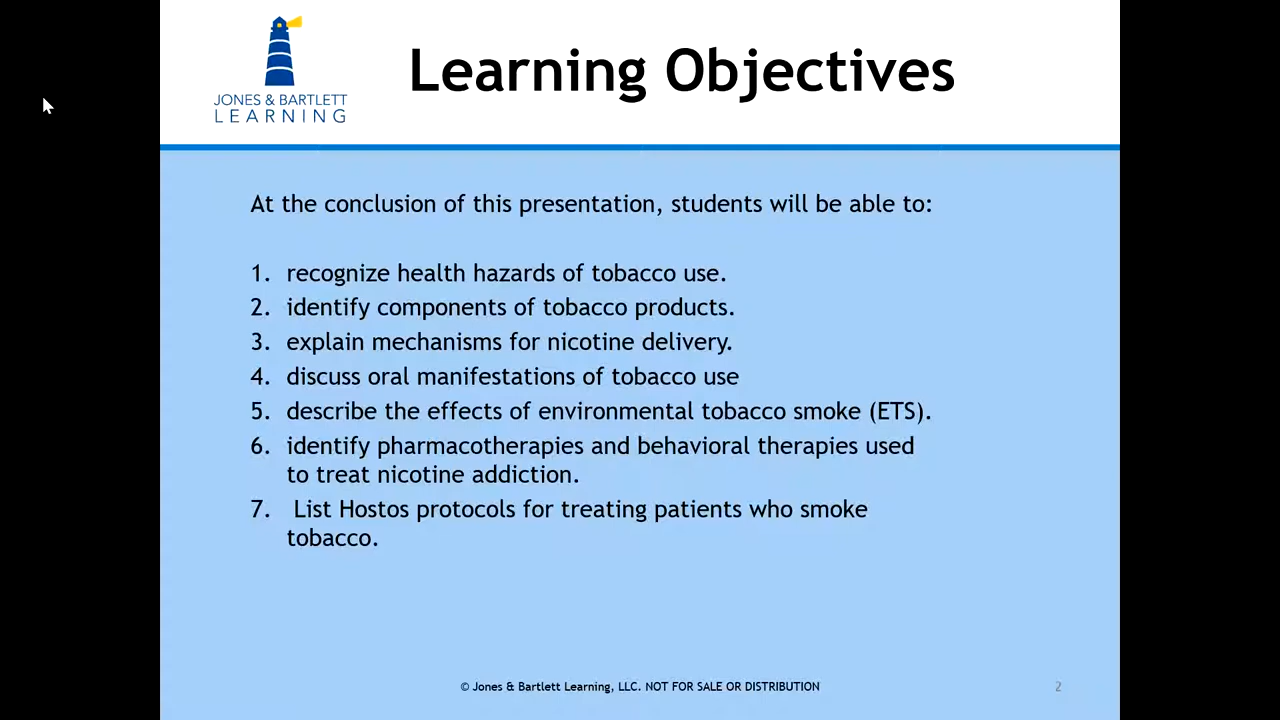 JONES & BARTLETT
LEARNING
Learning Objectives
At the conclusion of this presentation, students will be able to:
1. recognize health hazards of tobacco use.
2. identify components of tobacco products.
3. explain mechanisms for nicotine delivery.
4. discuss oral manifestations of tobacco use
5. describe the effects of environmental tobacco smoke (ETS).
6. identify pharmacotherapies and behavioral therapies used
to treat nicotine addiction.
7. List Hostos protocols for treating patients who smoke
tobacco.
© Jones & Bartlett Learning, LLC. NOT FOR SALE OR DISTRIBUTION
2